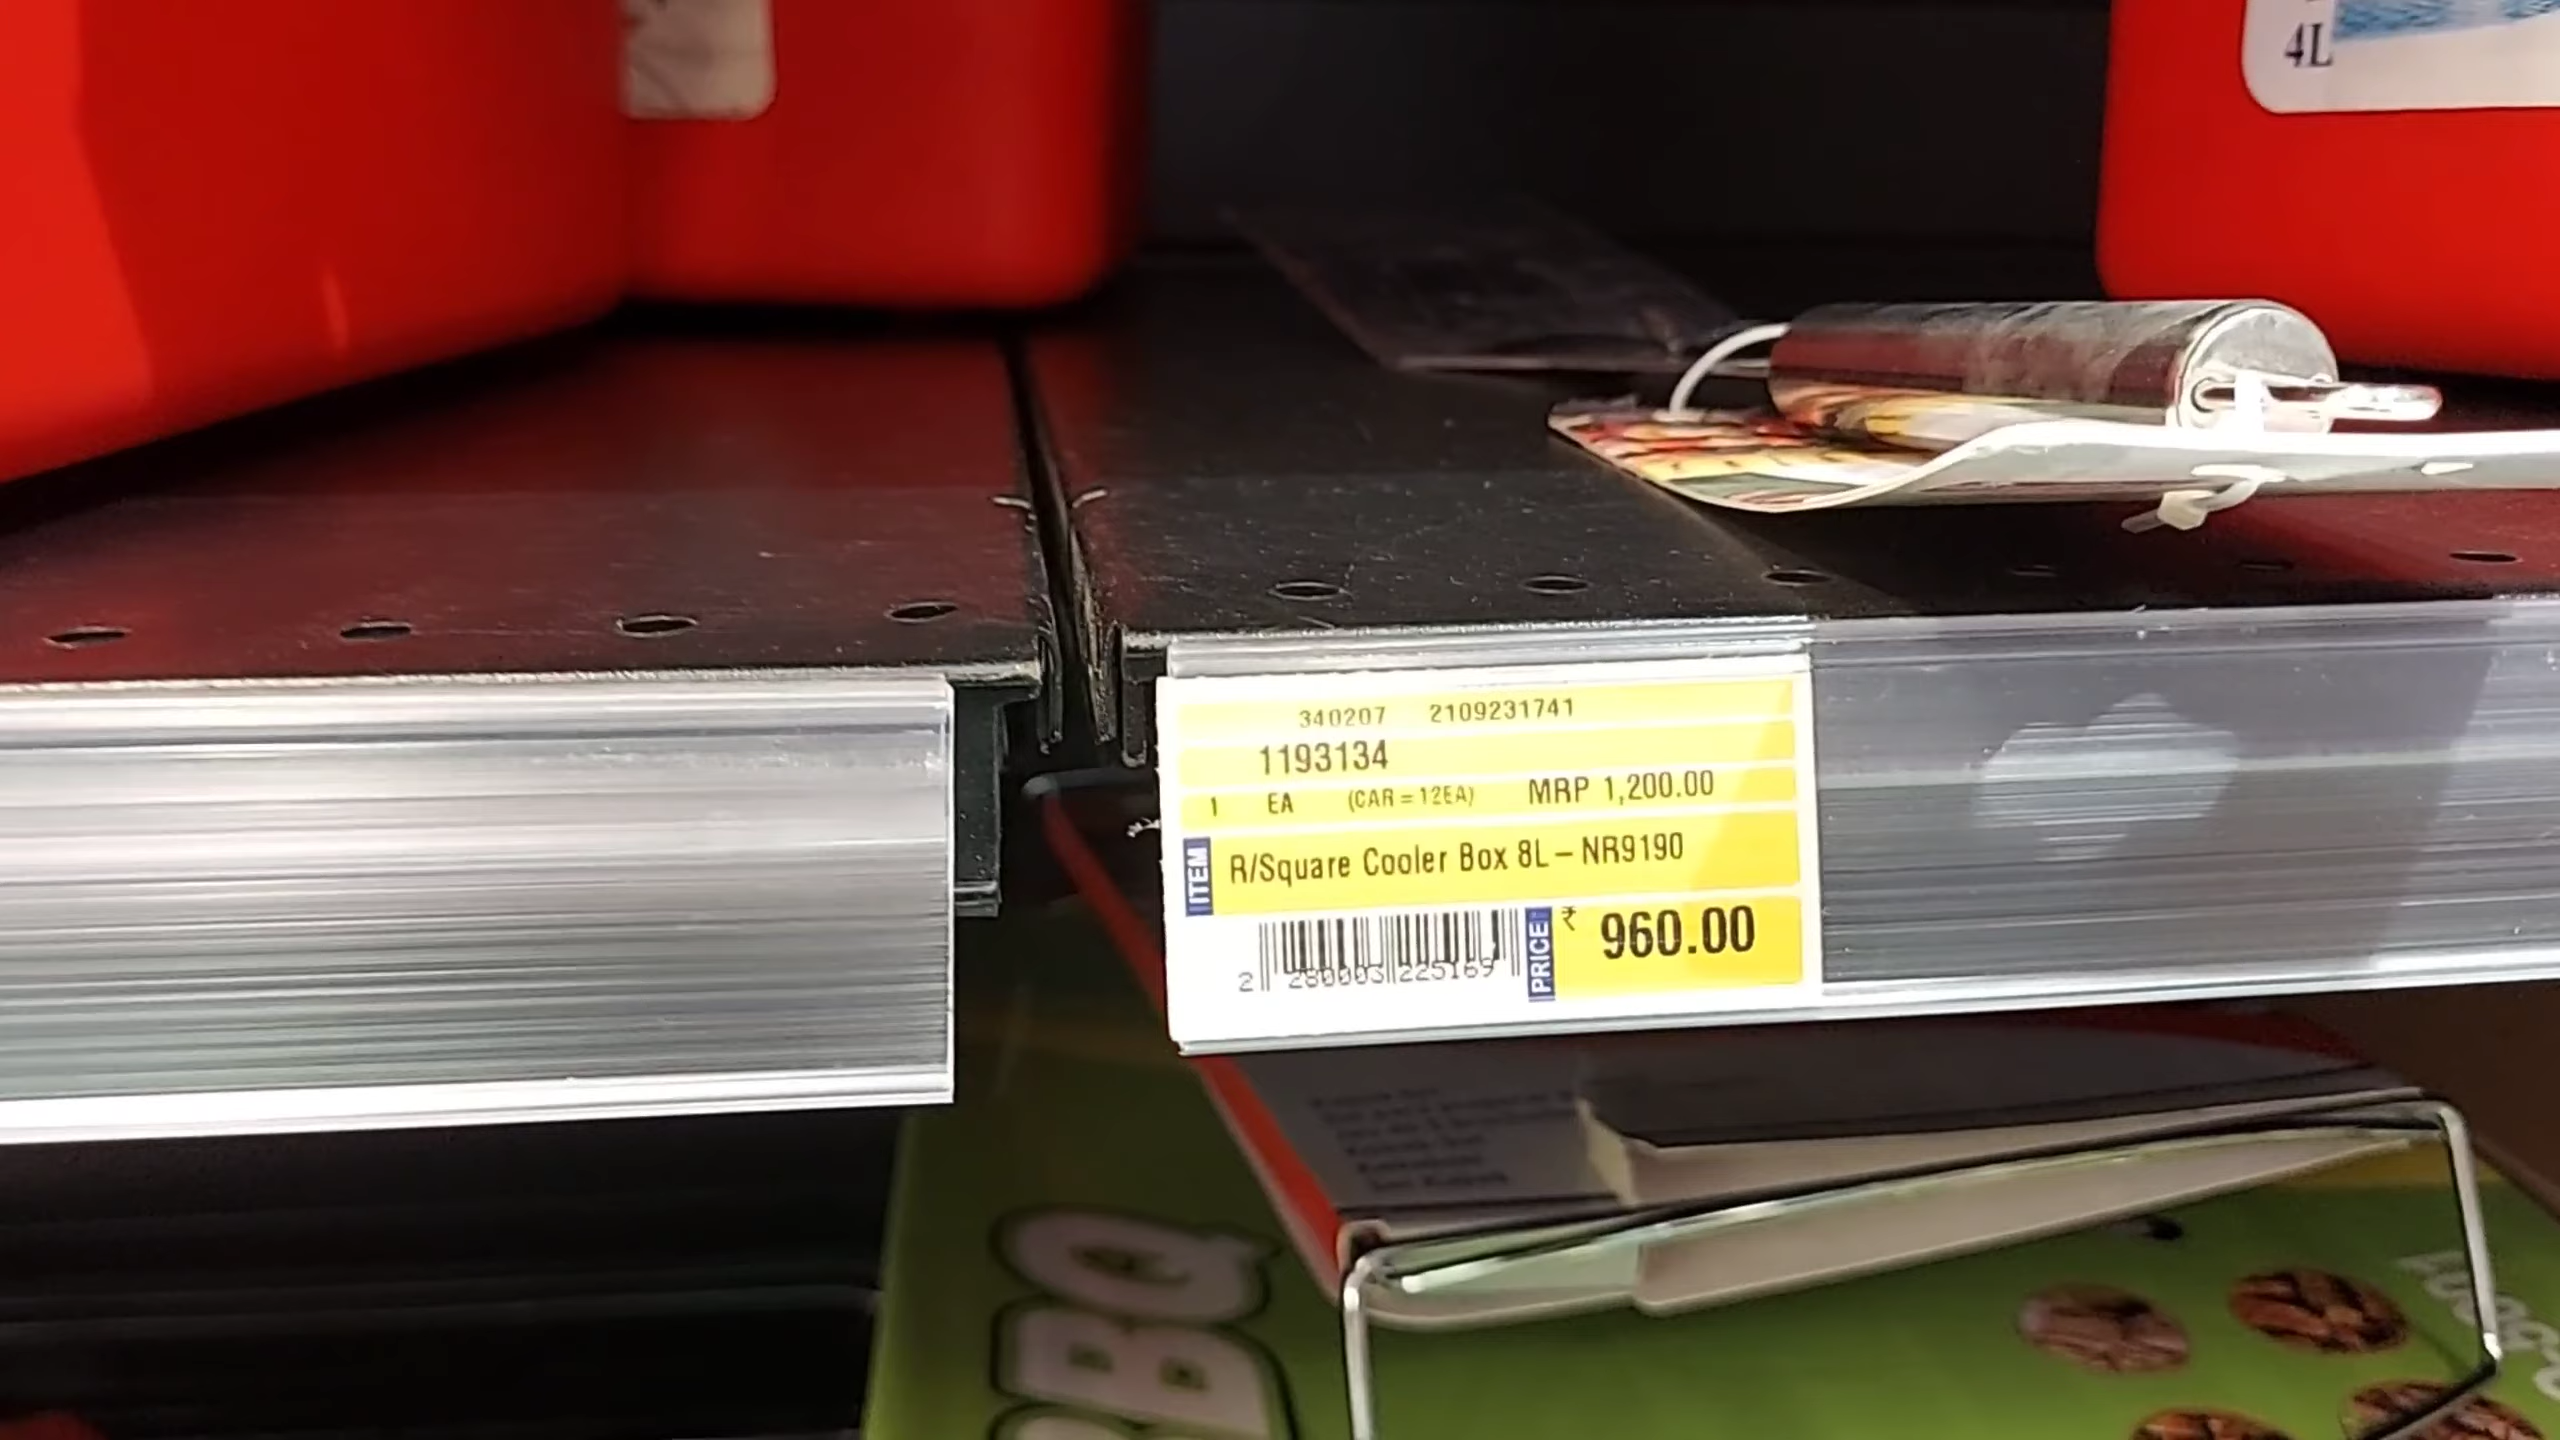 4L
340207 2109231741
1193134
1 EA (CAR = 12EA) MRP 1,200.00
ITEM R/Square Cooler Box 8L – NR9190
PRICE ₹ 960.00
2 280003 225169
BBQ